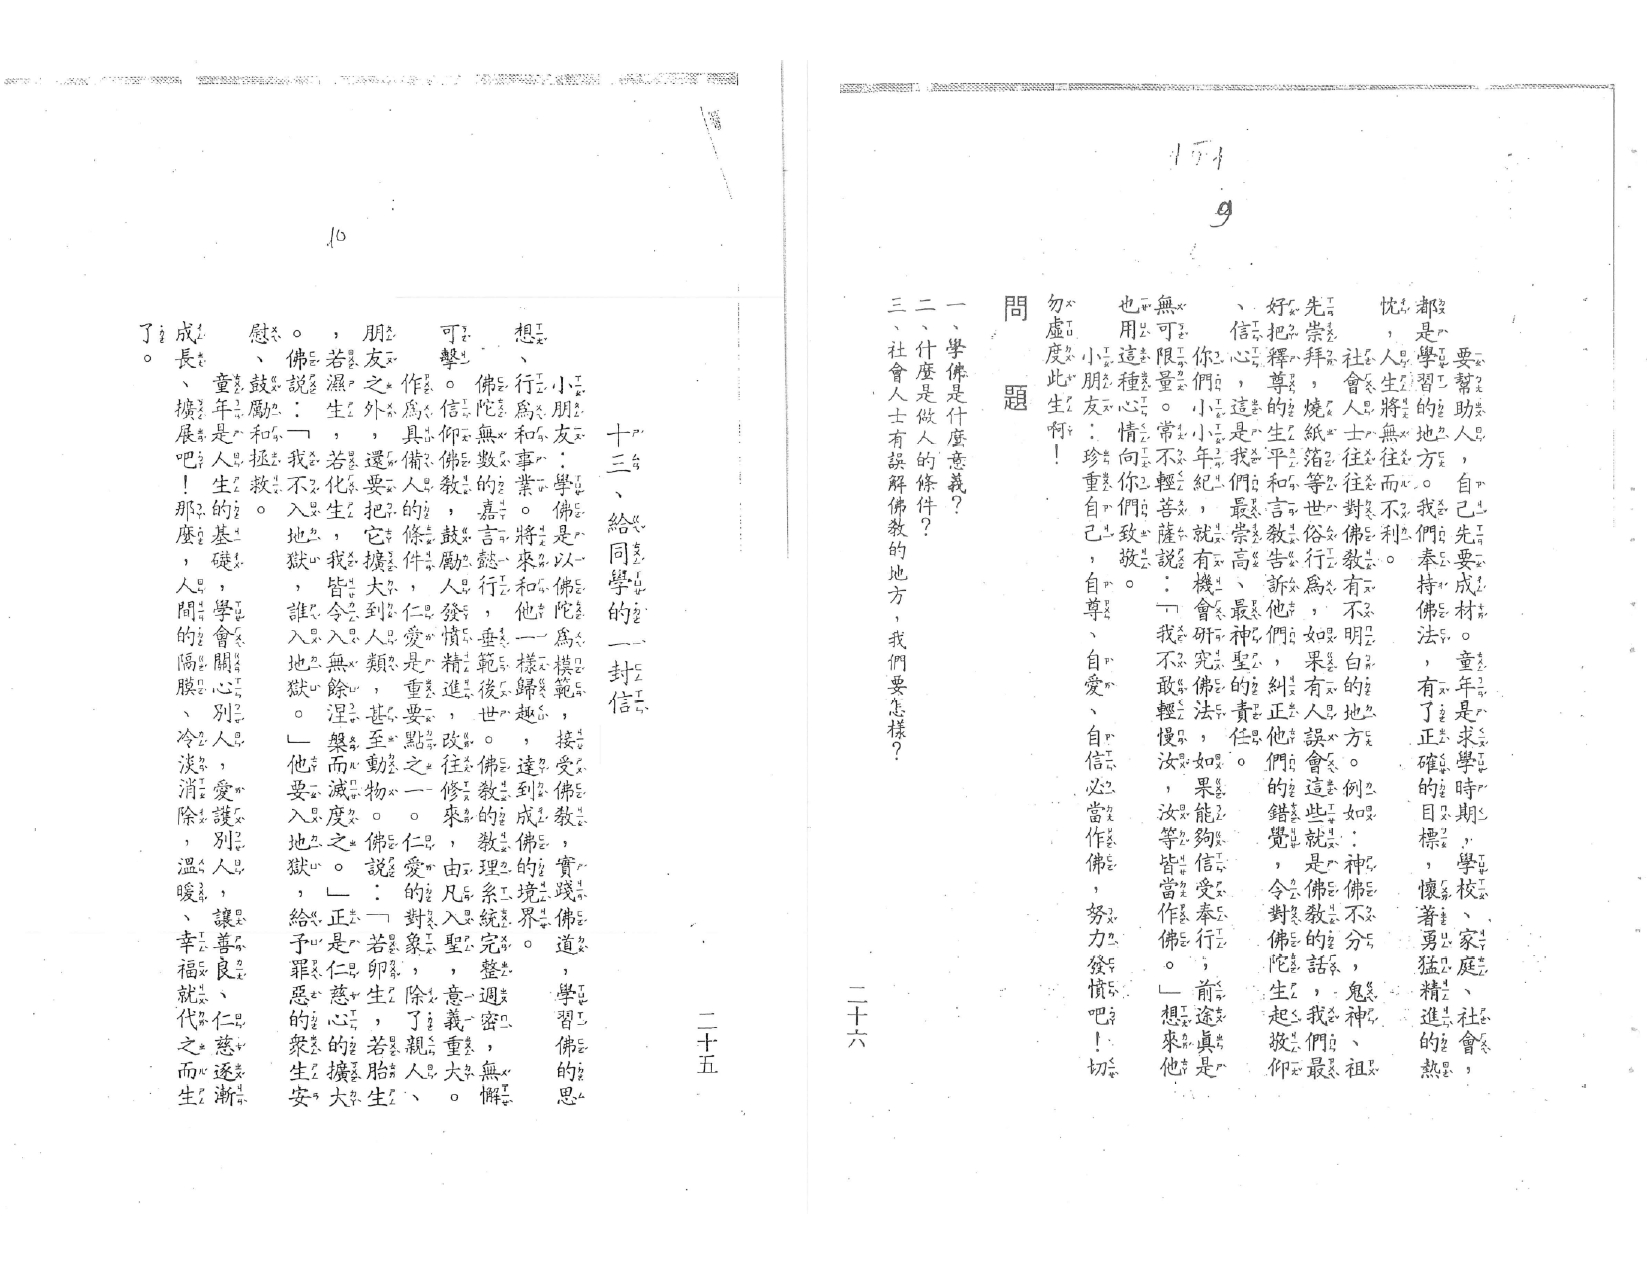 十三、給同學的一封信
小朋友：學佛是以佛陀爲模範，接受佛教，實踐佛道，學習佛的思
想、行爲和事業。將來和他一樣歸趣，達到成佛的境界。
佛陀無數的嘉言懿行，垂範後世。佛教的教理系統完整週密，無懈
可擊。信仰佛教，鼓勵人發憤精進，改往修來，由凡入聖，意義重大。
作爲具備人的條件，仁愛是重要點之一。仁愛的對象，除了親人、
朋友之外，還要把它擴大到人類，甚至動物。佛說：「若卵生，若胎生
，若濕生，若化生，我皆令入無餘涅槃而滅度之。」正是仁慈心的擴大
。佛說：「我不入地獄，誰入地獄。」他要入地獄，給予罪惡的衆生安
慰、鼓勵和拯救。
童年是人生的基礎，學會關心別人，愛護別人，讓善良、仁慈逐漸
成長、擴展吧！那麼，人間的隔膜、冷淡消除，溫暖、幸福就代之而生
了。
二十五
10
9
要幫助人，自己先要成材。童年是求學時期，學校、家庭、社會，
都是學習的地方。我們奉持佛法，有了正確的目標，懷著勇猛精進的熱
忱，人生將無往而不利。
社會人士往往對佛教有不明白的地方。例如：神佛不分，鬼神、祖
先崇拜，燒紙箔等世俗行爲，如果有人誤會這些就是佛教的話，我們最
好把釋尊的生平和言教告訴他們，糾正他們的錯覺，令對佛陀生起敬仰
、信心，這是我們最崇高、最神聖的責任。
你們小小年紀，就有機會研究佛法，如果能夠信受奉行，前途眞是
無可限量。常不輕菩薩說：「我不敢輕慢汝，汝等皆當作佛。」想來他
也用這種心情向你們致敬。
小朋友：珍重自己，自尊、自愛、自信必當作佛，努力發憤吧！切
勿虛度此生啊！
問題
一、學佛是什麼意義？
二、什麼是做人的條件？
三、社會人士有誤解佛教的地方，我們要怎樣？
二十六